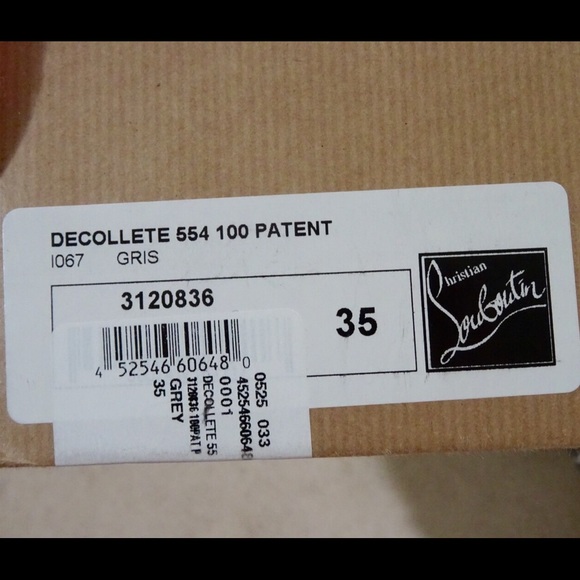 DECOLLETE 554 100 PATENT
I067 GRIS
3120836
35
Christian
Louboutin
4 52546 60648 0
0525 033
45254660648
0001
DECOLLETE 55
3120836 100PAT P
GREY
35